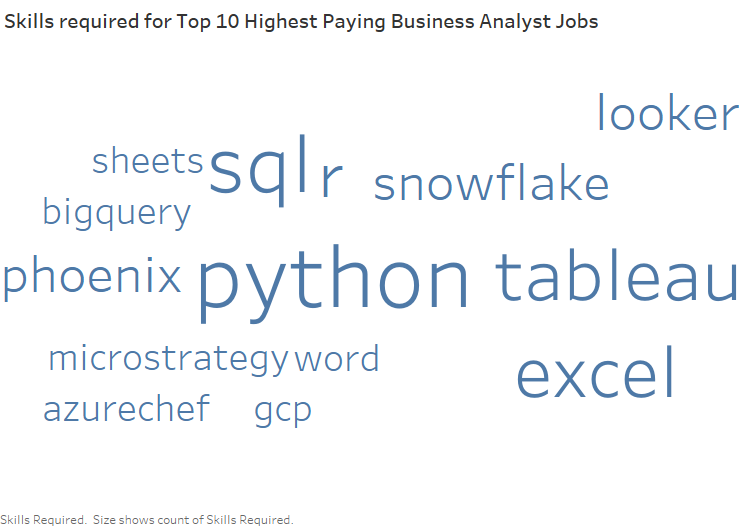 Skills required for Top 10 Highest Paying Business Analyst Jobs
looker
sheets sql r snowflake
bigquery
phoenix python tableau
microstrategy word excel
azure chef gcp
Skills Required. Size shows count of Skills Required.